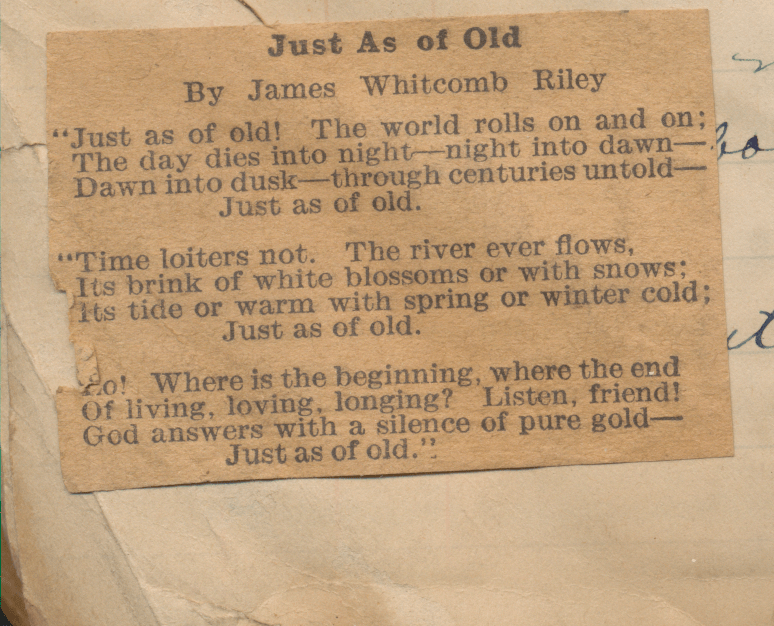 Just As of Old
By James Whitcomb Riley
"Just as of old! The world rolls on and on;
The day dies into night—night into dawn—
Dawn into dusk—through centuries untold—
Just as of old.
"Time loiters not. The river ever flows,
Its brink of white blossoms or with snows;
Its tide or warm with spring or winter cold;
Just as of old.
Lo! Where is the beginning, where the end
Of living, loving, longing? Listen, friend!
God answers with a silence of pure gold—
Just as of old."